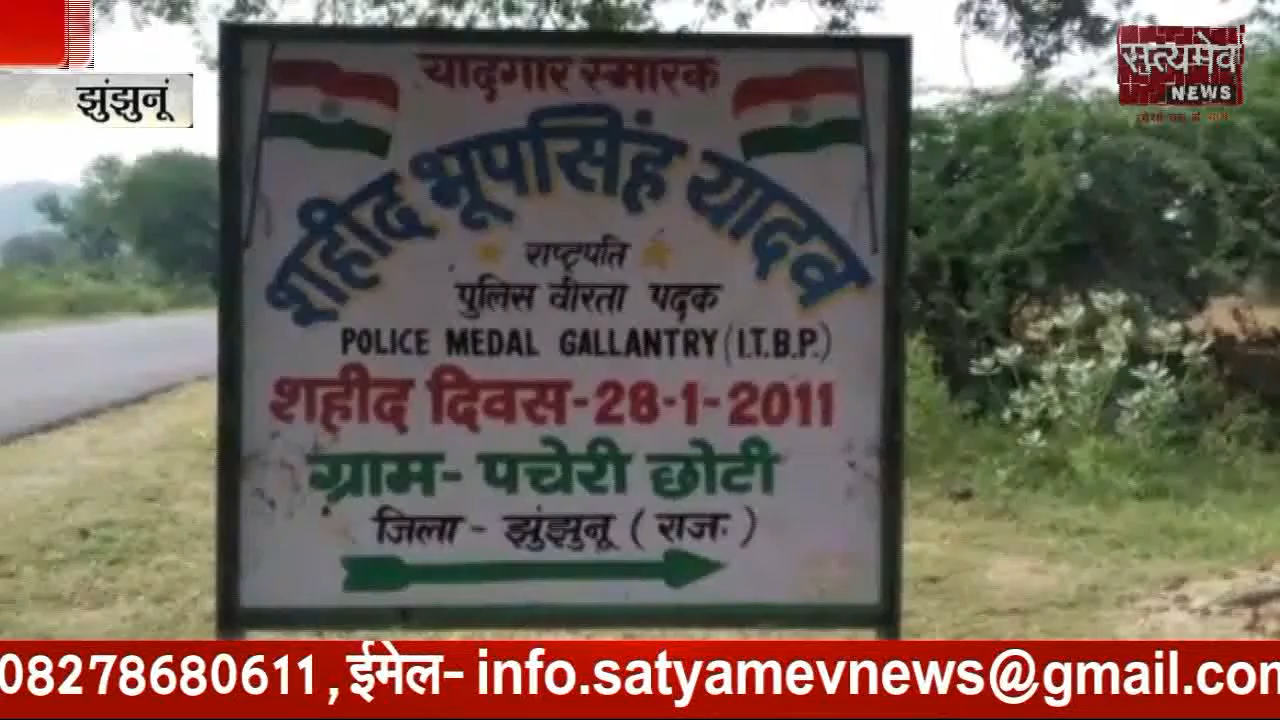 झुंझुनूं
सत्यमेव
NEWS
यादगार स्मारक
शहीद भूपसिंह यादव
राष्ट्रपति
पुलिस वीरता पदक
POLICE MEDAL GALLANTRY (I.T.B.P.)
शहीद दिवस-28-1-2011
ग्राम- पचेरी छोटी
जिला - झुंझुनू (राज.)
08278680611, ईमेल- info.satyamevnews@gmail.com